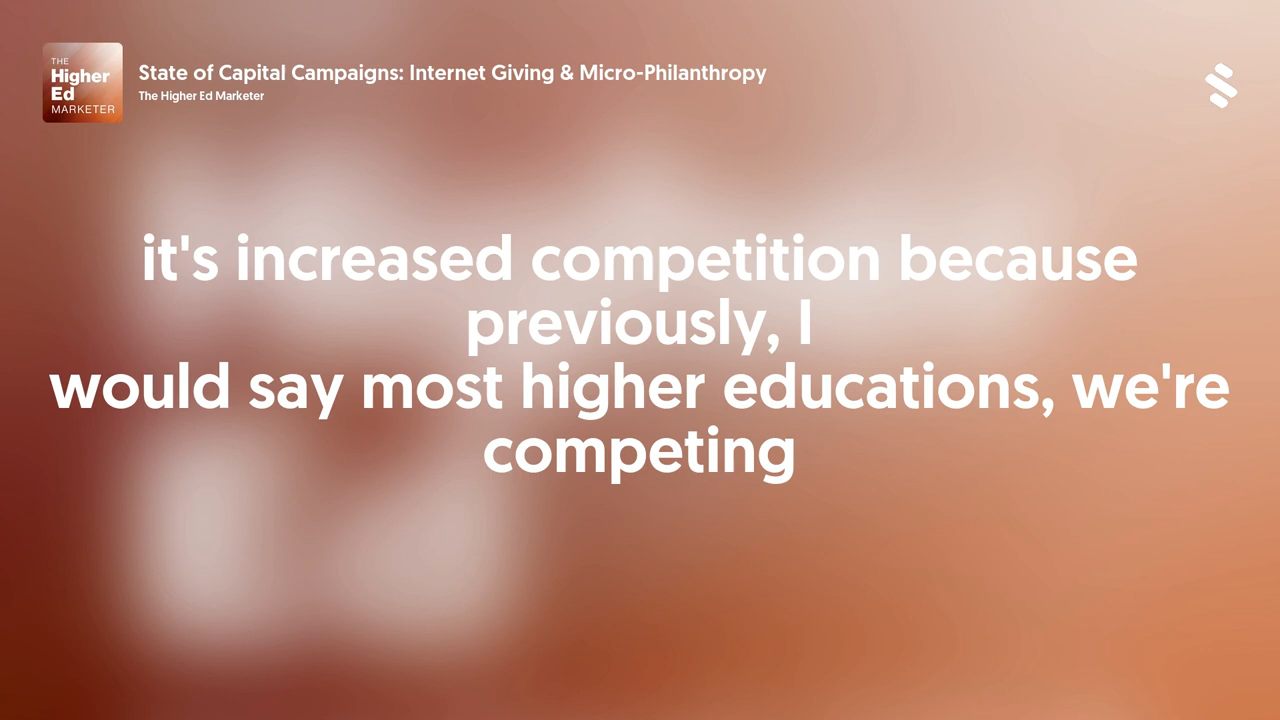 THE
Higher
Ed
MARKETER
State of Capital Campaigns: Internet Giving & Micro-Philanthropy
The Higher Ed Marketer
it's increased competition because
previously, I
would say most higher educations, we're
competing